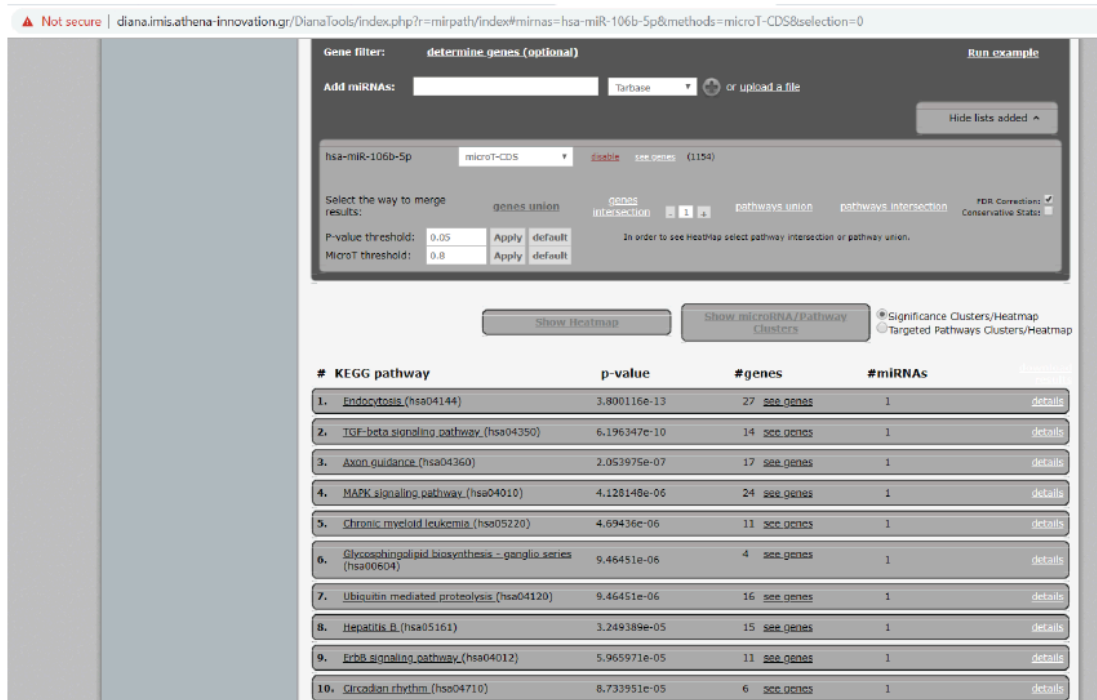 Not secure | diana.imis.athena-innovation.gr/DianaTools/index.php?r=mirpath/index#mirnas=hsa-miR-106b-5p&methods=microT-CDS&selection=0
Gene filter: determine genes (optional) Run example
Add miRNAs: Tarbase or upload a file
Hide lists added
hsa-miR-106b-5p microT-CDS disable see genes (1154)
Select the way to merge results: genes union genes intersection - 1 + pathways union pathways intersection FDR Correction:
Conservative Stats:
P-value threshold: 0.05 Apply default In order to see HeatMap select pathway intersection or pathway union.
MicroT threshold: 0.8 Apply default
Show Heatmap Show microRNA/Pathway Clusters Significance Clusters/Heatmap
Targeted Pathways Clusters/Heatmap
# KEGG pathway p-value #genes #miRNAs
1. Endocytosis (hsa04144) 3.800116e-13 27 see genes 1 details
2. TGF-beta signaling pathway (hsa04350) 6.196347e-10 14 see genes 1 details
3. Axon guidance (hsa04360) 2.053975e-07 17 see genes 1 details
4. MAPK signaling pathway (hsa04010) 4.128148e-06 24 see genes 1 details
5. Chronic myeloid leukemia (hsa05220) 4.69436e-06 11 see genes 1 details
6. Glycosphingolipid biosynthesis - ganglio series (hsa00604) 9.46451e-06 4 see genes 1 details
7. Ubiquitin mediated proteolysis (hsa04120) 9.46451e-06 16 see genes 1 details
8. Hepatitis B (hsa05161) 3.249389e-05 15 see genes 1 details
9. ErbB signaling pathway (hsa04012) 5.965971e-05 11 see genes 1 details
10. Circadian rhythm (hsa04710) 8.733951e-05 6 see genes 1 details